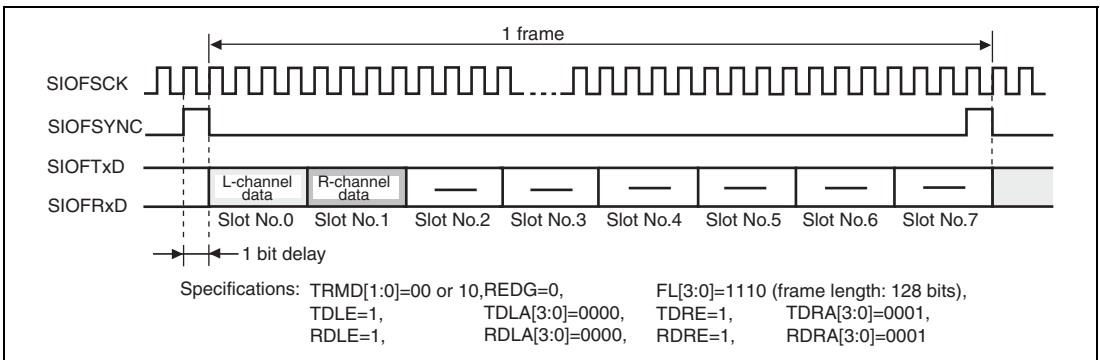 1 frame
SIOFSCK
SIOFSYNC
SIOFTxD
SIOFRxD
L-channel data
R-channel data
Slot No.0 Slot No.1 Slot No.2 Slot No.3 Slot No.4 Slot No.5 Slot No.6 Slot No.7
1 bit delay
Specifications: TRMD[1:0]=00 or 10,REDG=0, FL[3:0]=1110 (frame length: 128 bits),
TDLE=1, TDLA[3:0]=0000, TDRE=1, TDRA[3:0]=0001,
RDLE=1, RDLA[3:0]=0000, RDRE=1, RDRA[3:0]=0001